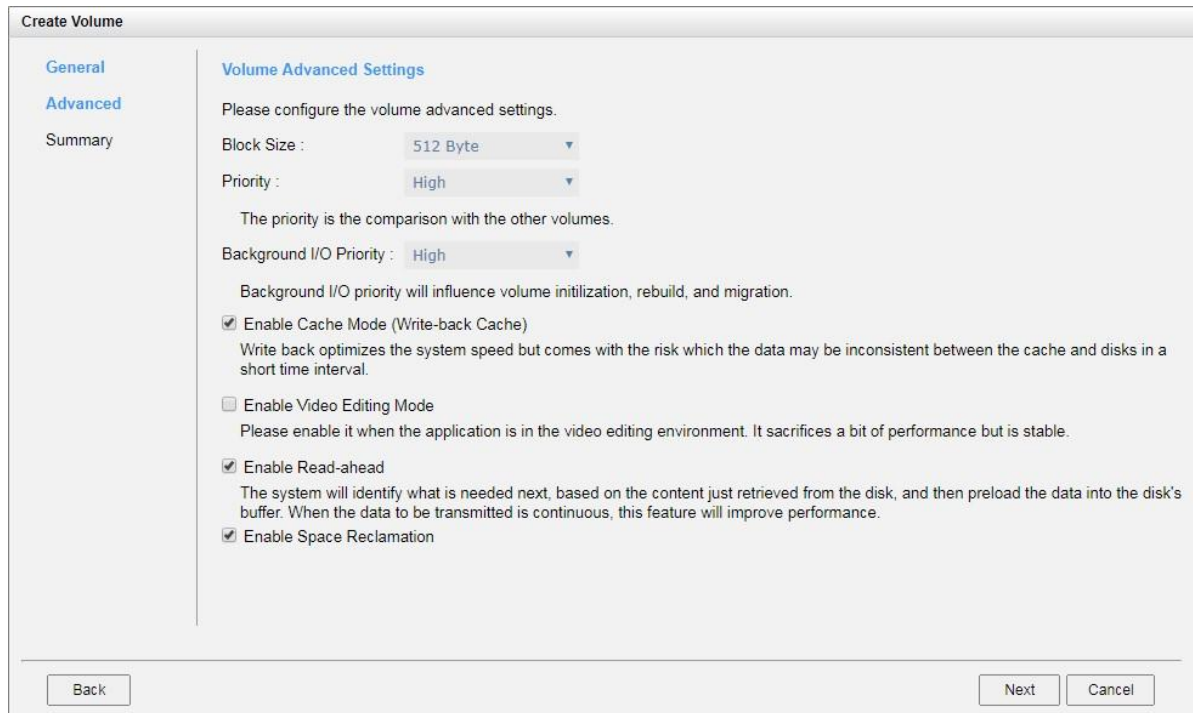 Create Volume
General
Advanced
Summary
Volume Advanced Settings
Please configure the volume advanced settings.
Block Size : 512 Byte
Priority : High
The priority is the comparison with the other volumes.
Background I/O Priority : High
Background I/O priority will influence volume initilization, rebuild, and migration.
Enable Cache Mode (Write-back Cache)
Write back optimizes the system speed but comes with the risk which the data may be inconsistent between the cache and disks in a
short time interval.
Enable Video Editing Mode
Please enable it when the application is in the video editing environment. It sacrifices a bit of performance but is stable.
Enable Read-ahead
The system will identify what is needed next, based on the content just retrieved from the disk, and then preload the data into the disk's
buffer. When the data to be transmitted is continuous, this feature will improve performance.
Enable Space Reclamation
Back
Next
Cancel